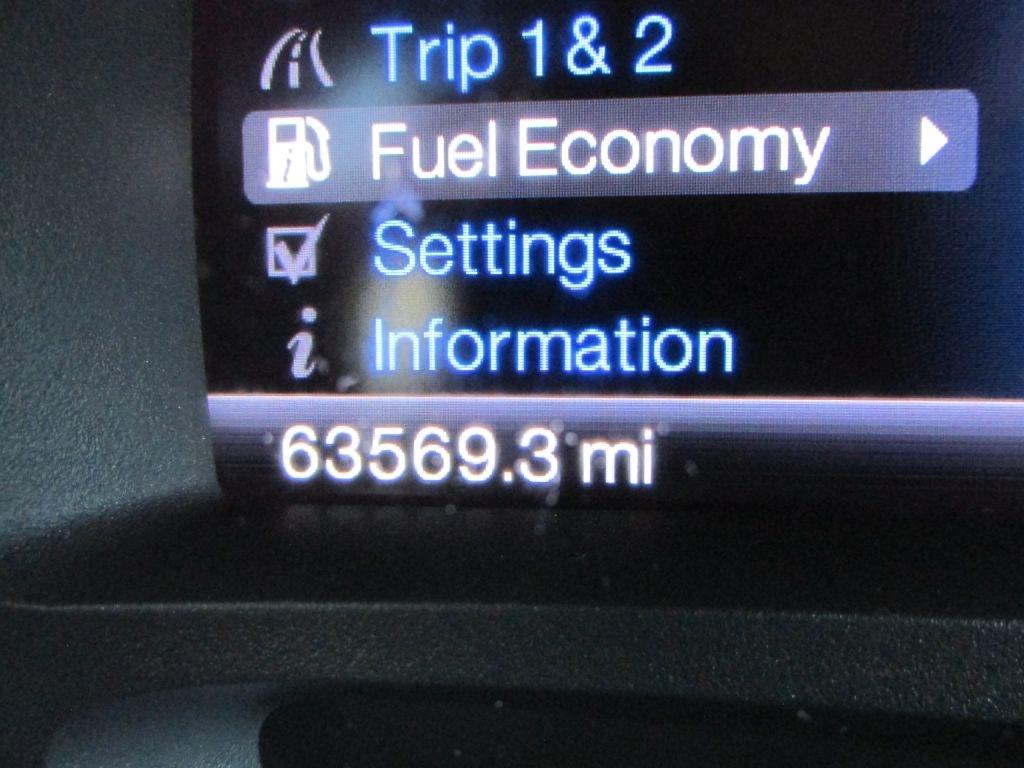 Trip 1 & 2
Fuel Economy
Settings
Information
63569.3 mi